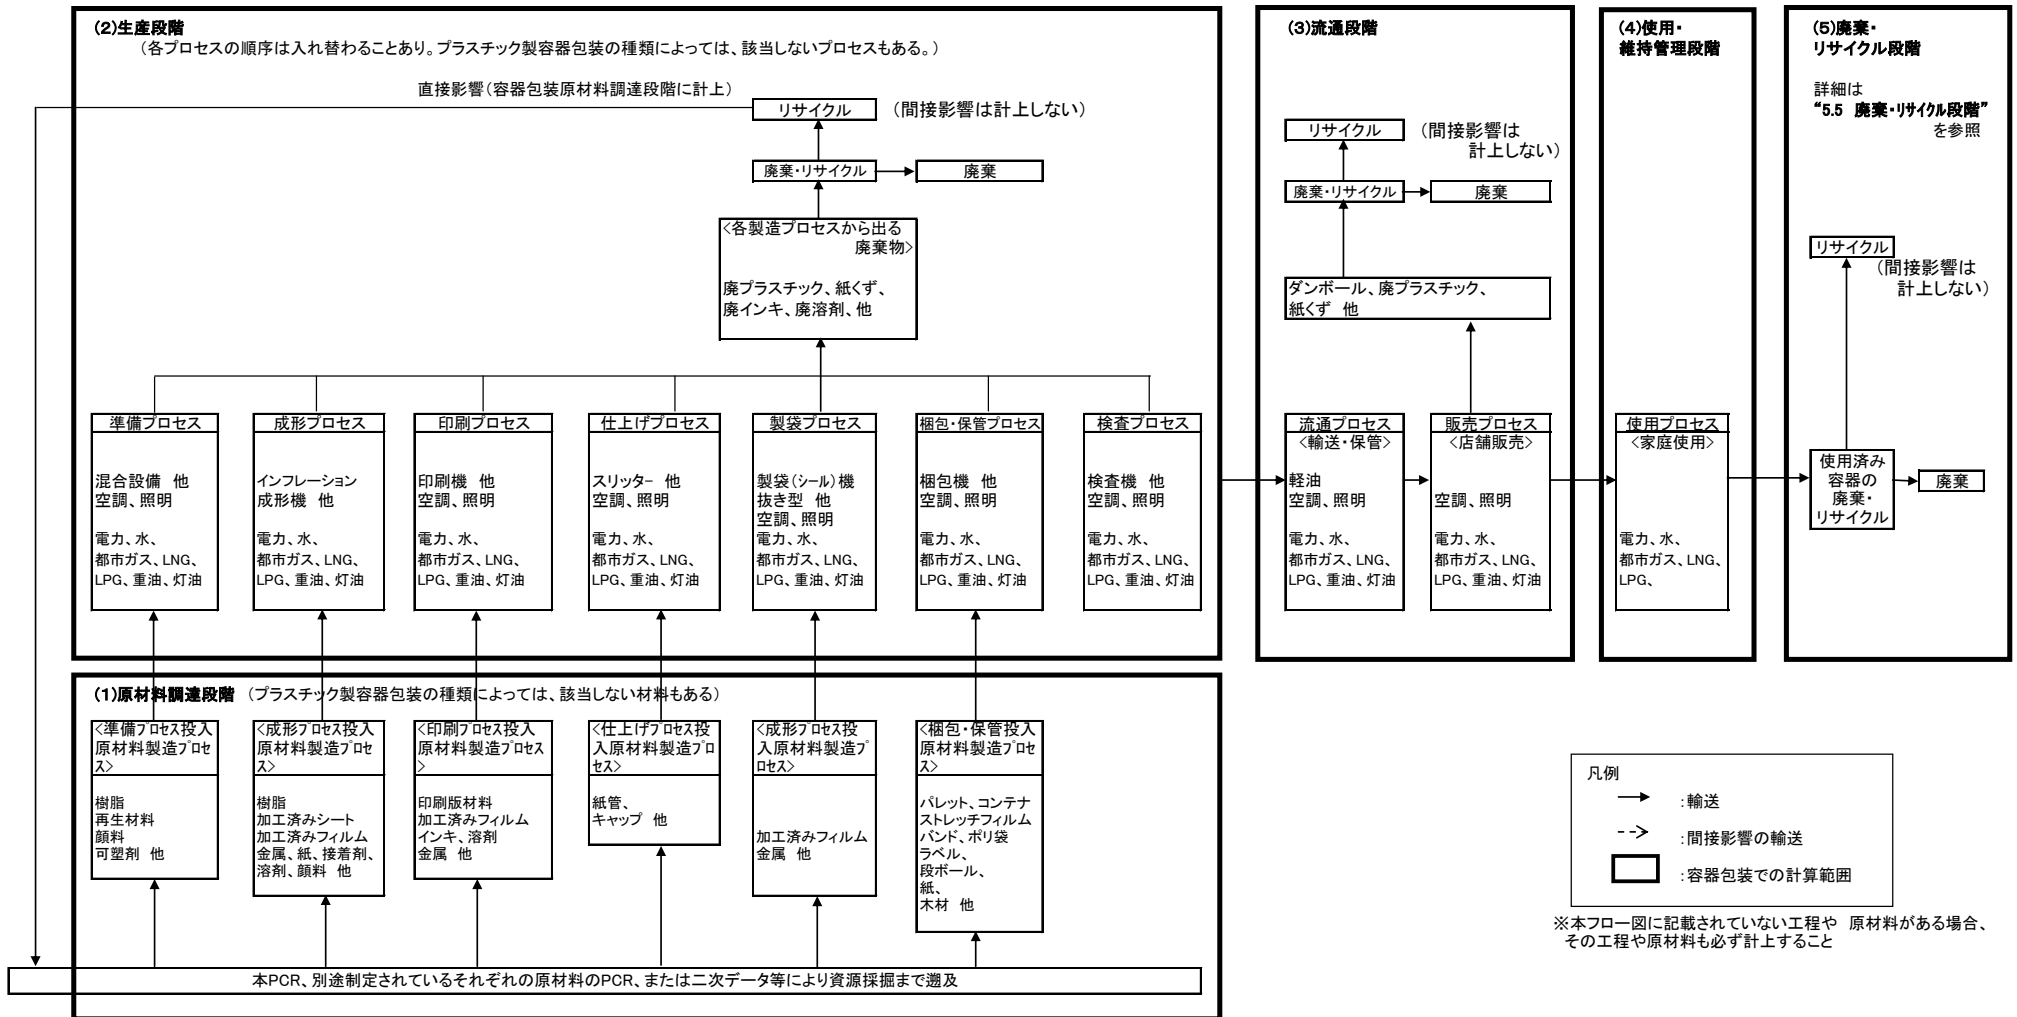 (2)生産段階
(各プロセスの順序は入れ替わることあり。プラスチック製容器包装の種類によっては、該当しないプロセスもある。)
直接影響(容器包装原材料調達段階に計上)
リサイクル
(間接影響は計上しない)
廃棄・リサイクル
廃棄
<各製造プロセスから出る
廃棄物>
廃プラスチック、紙くず、
廃インキ、廃溶剤、他
準備プロセス
混合設備 他
空調、照明
電力、水、
都市ガス、LNG、
LPG、重油、灯油
成形プロセス
インフレーション
成形機 他
空調、照明
電力、水、
都市ガス、LNG、
LPG、重油、灯油
印刷プロセス
印刷機 他
空調、照明
電力、水、
都市ガス、LNG、
LPG、重油、灯油
仕上げプロセス
スリッター 他
空調、照明
電力、水、
都市ガス、LNG、
LPG、重油、灯油
製袋プロセス
製袋(シール)機
抜き型 他
空調、照明
電力、水、
都市ガス、LNG、
LPG、重油、灯油
梱包・保管プロセス
梱包機 他
空調、照明
電力、水、
都市ガス、LNG、
LPG、重油、灯油
検査プロセス
検査機 他
空調、照明
電力、水、
都市ガス、LNG、
LPG、重油、灯油
(3)流通段階
リサイクル
(間接影響は
計上しない)
廃棄・リサイクル
廃棄
ダンボール、廃プラスチック、
紙くず 他
流通プロセス
<輸送・保管>
軽油
空調、照明
電力、水、
都市ガス、LNG、
LPG、重油、灯油
販売プロセス
<店舗販売>
空調、照明
電力、水、
都市ガス、LNG、
LPG、重油、灯油
(4)使用・
維持管理段階
使用プロセス
<家庭使用>
電力、水、
都市ガス、LNG、
LPG、
(5)廃棄・
リサイクル段階
詳細は
“5.5 廃棄・リサイクル段階”
を参照
リサイクル
(間接影響は
計上しない)
使用済み
容器の
廃棄・
リサイクル
廃棄
(1)原材料調達段階 (プラスチック製容器包装の種類によっては、該当しない材料もある)
<準備プロセス投入
原材料製造プロセ
ス>
樹脂
再生材料
顔料
可塑剤 他
<成形プロセス投入
原材料製造プロセ
ス>
樹脂
加工済みシート
加工済みフィルム
金属、紙、接着剤、
溶剤、顔料 他
<印刷プロセス投入
原材料製造プロセス
>
印刷版材料
加工済みフィルム
インキ、溶剤
金属 他
<仕上げプロセス投
入原材料製造プロ
セス>
紙管、
キャップ 他
<成形プロセス投
入原材料製造プ
ロセス>
加工済みフィルム
金属 他
<梱包・保管投入
原材料製造プロセ
ス>
パレット、コンテナ
ストレッチフィルム
バンド、ポリ袋
ラベル、
段ボール、
紙、
木材 他
本PCR、別途制定されているそれぞれの原材料のPCR、または二次データ等により資源採掘まで遡及
凡例
:輸送
:間接影響の輸送
:容器包装での計算範囲
※本フロー図に記載されていない工程や 原材料がある場合、
その工程や原材料も必ず計上すること